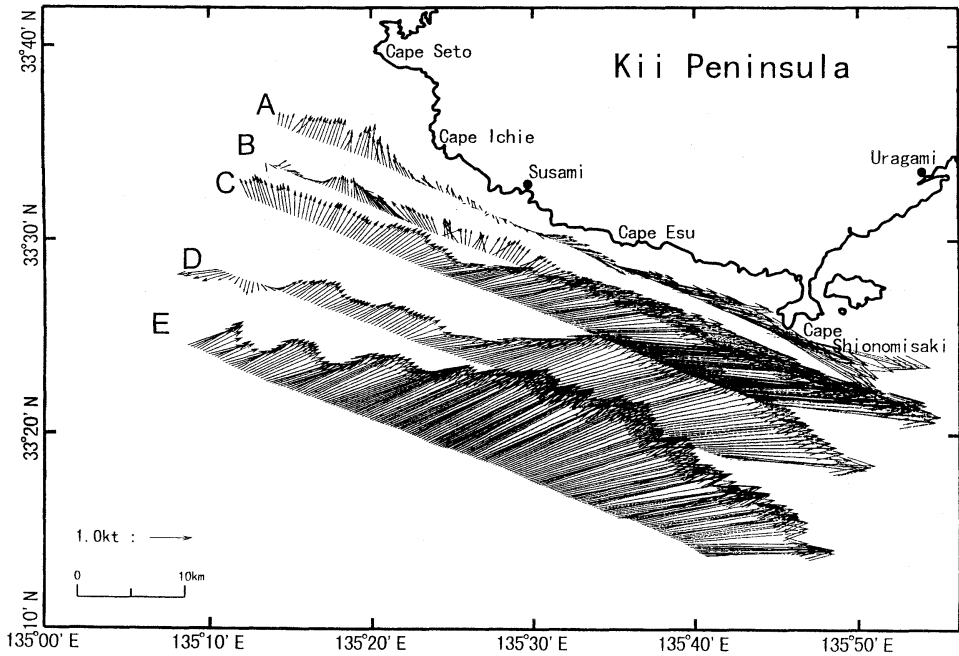 33°40' N
33°30' N
33°20' N
33°10' N
Cape Seto
Kii Peninsula
A
Cape Ichie
B
Uragami
Susami
C
Cape Esu
D
E
Cape
Shionomisaki
1.0kt :
0 10km
135°00' E 135°10' E 135°20' E 135°30' E 135°40' E 135°50' E